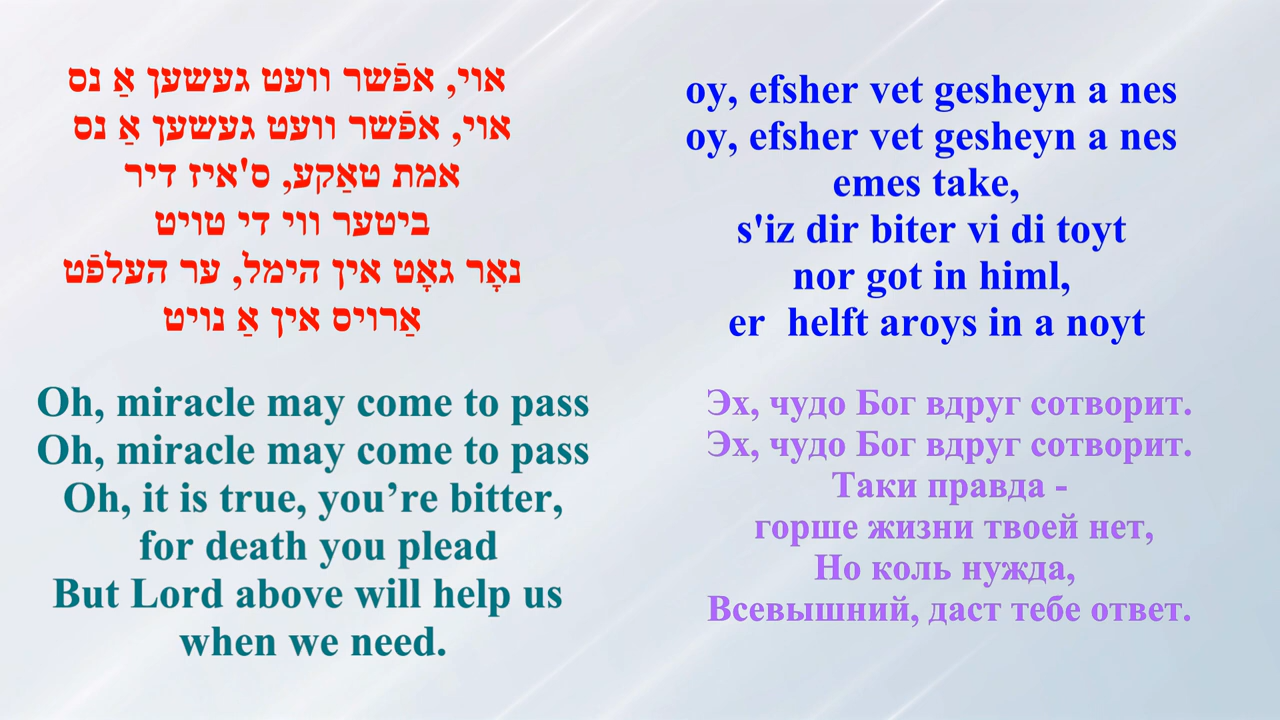 אוי, אפֿשר וועט געשען אַ נס
אוי, אפֿשר וועט געשען אַ נס
אמת טאַקע, ס'איז דיר
ביטער ווי די טויט
נאָר גאָט אין הימל, ער העלפֿט
אַרויס אין אַ נויט
oy, efsher vet gesheyn a nes
oy, efsher vet gesheyn a nes
emes take,
s'iz dir biter vi di toyt
nor got in himl,
er  helft aroys in a noyt
Oh, miracle may come to pass
Oh, miracle may come to pass
Oh, it is true, you’re bitter,
for death you plead
But Lord above will help us
when we need.
Эх, чудо Бог вдруг сотворит.
Эх, чудо Бог вдруг сотворит.
Таки правда -
горше жизни твоей нет,
Но коль нужда,
Всевышний, даст тебе ответ.